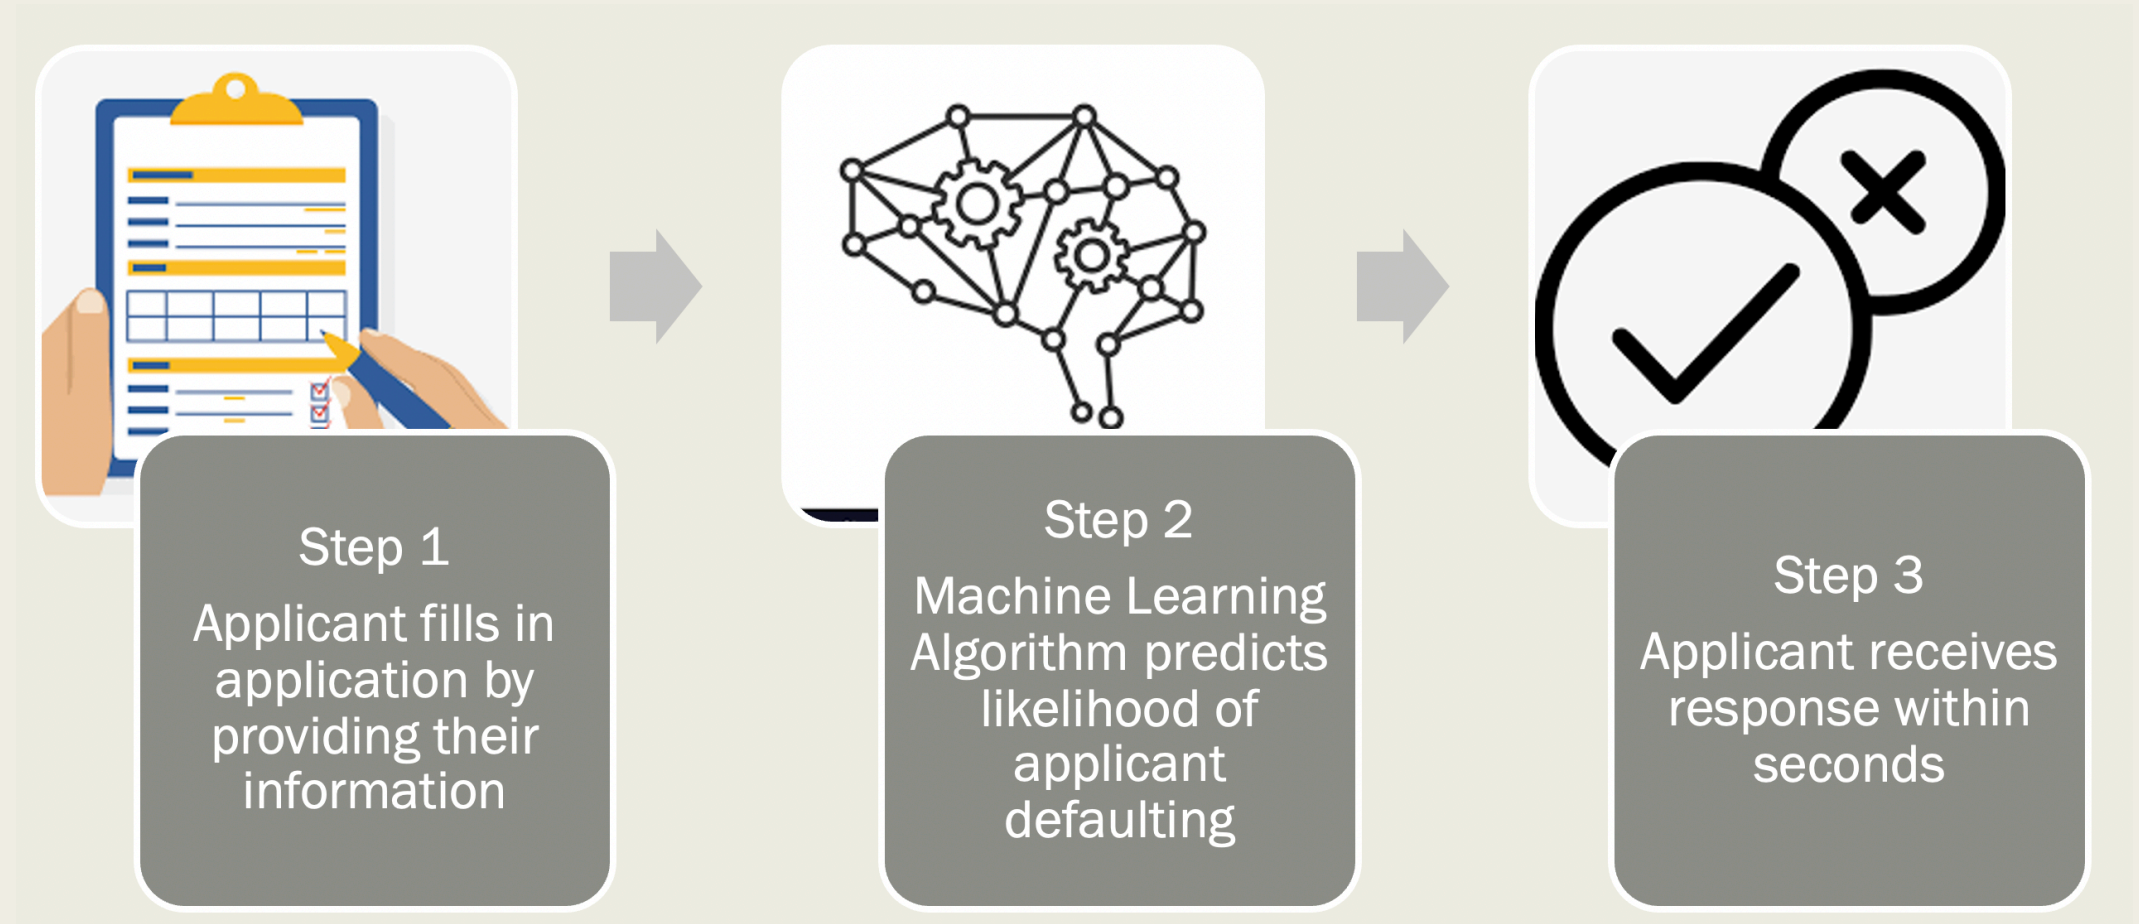 Step 1
Applicant fills in
application by
providing their
information
Step 2
Machine Learning
Algorithm predicts
likelihood of
applicant
defaulting
Step 3
Applicant receives
response within
seconds